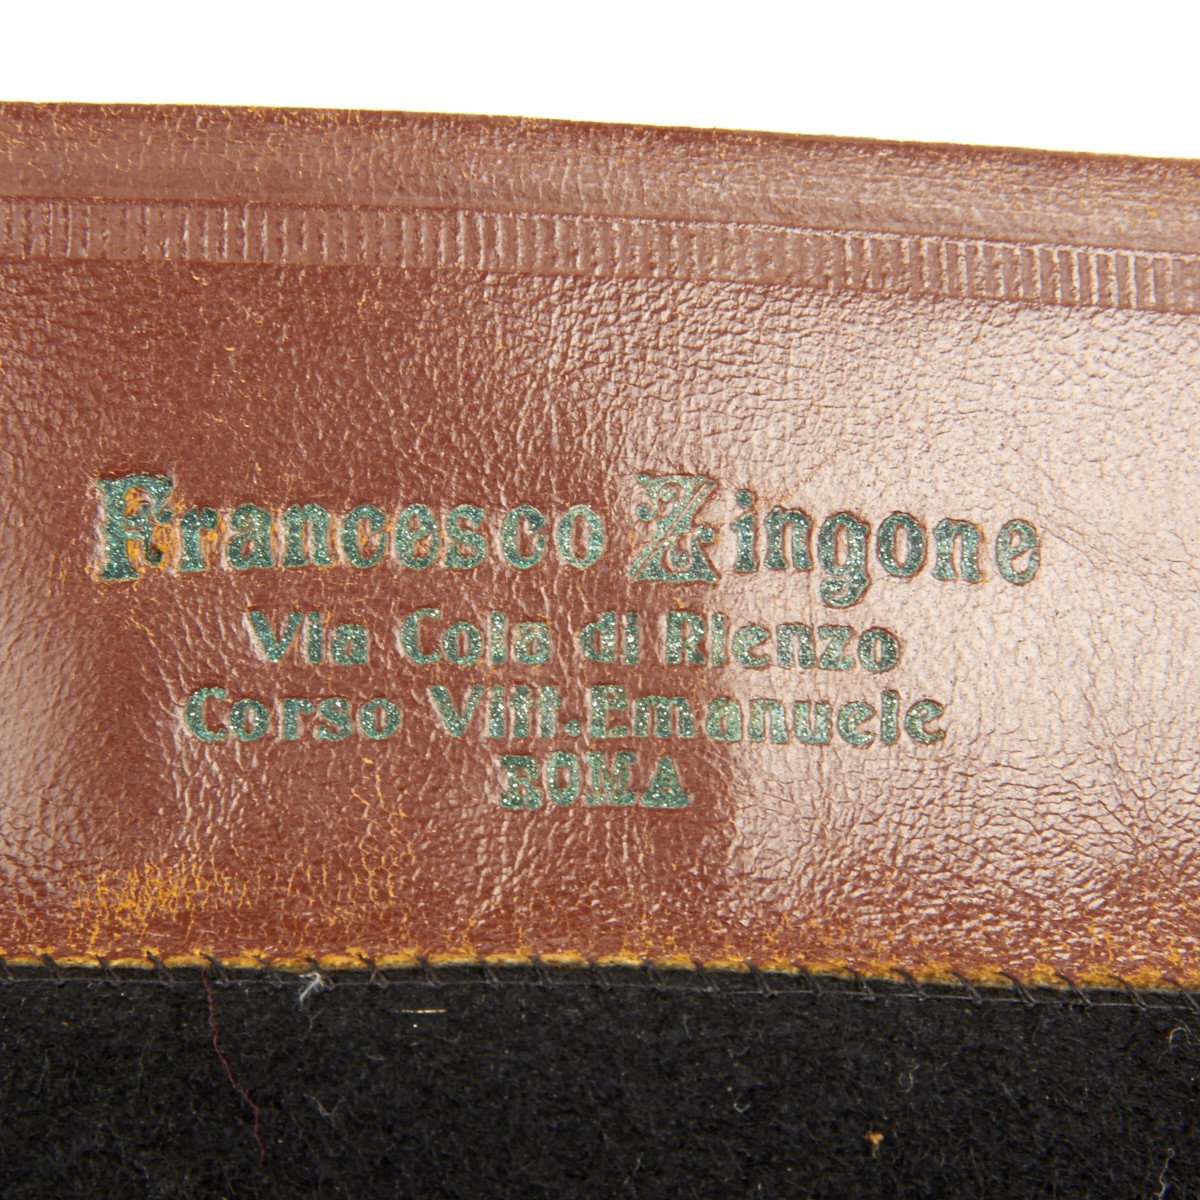 Francesco Zingone
Via Cola di Rienzo
Corso Vitt. Emanuele
ROMA